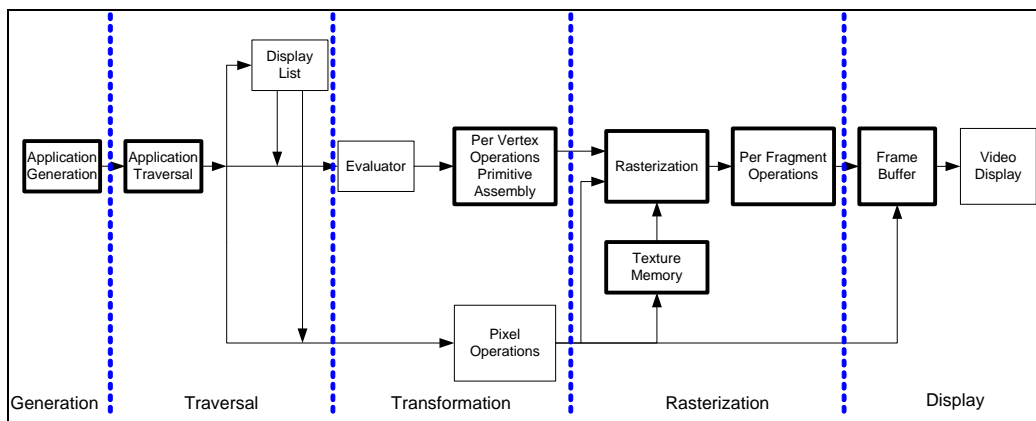 Display
List
Application
Generation
Application
Traversal
Evaluator
Per Vertex
Operations
Primitive
Assembly
Rasterization
Per Fragment
Operations
Frame
Buffer
Video
Display
Texture
Memory
Pixel
Operations
Generation
Traversal
Transformation
Rasterization
Display